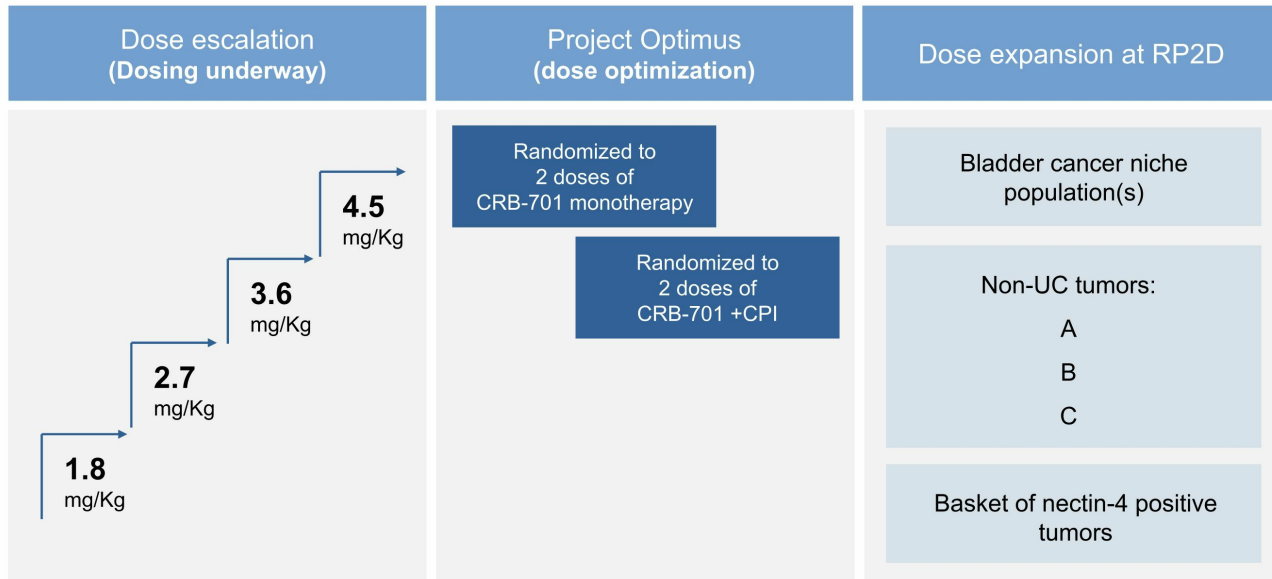 Dose escalation
(Dosing underway)
Project Optimus
(dose optimization)
Dose expansion at RP2D
4.5
mg/Kg
3.6
mg/Kg
2.7
mg/Kg
1.8
mg/Kg
Randomized to
2 doses of
CRB-701 monotherapy
Randomized to
2 doses of
CRB-701 +CPI
Bladder cancer niche
population(s)
Non-UC tumors:
A
B
C
Basket of nectin-4 positive
tumors